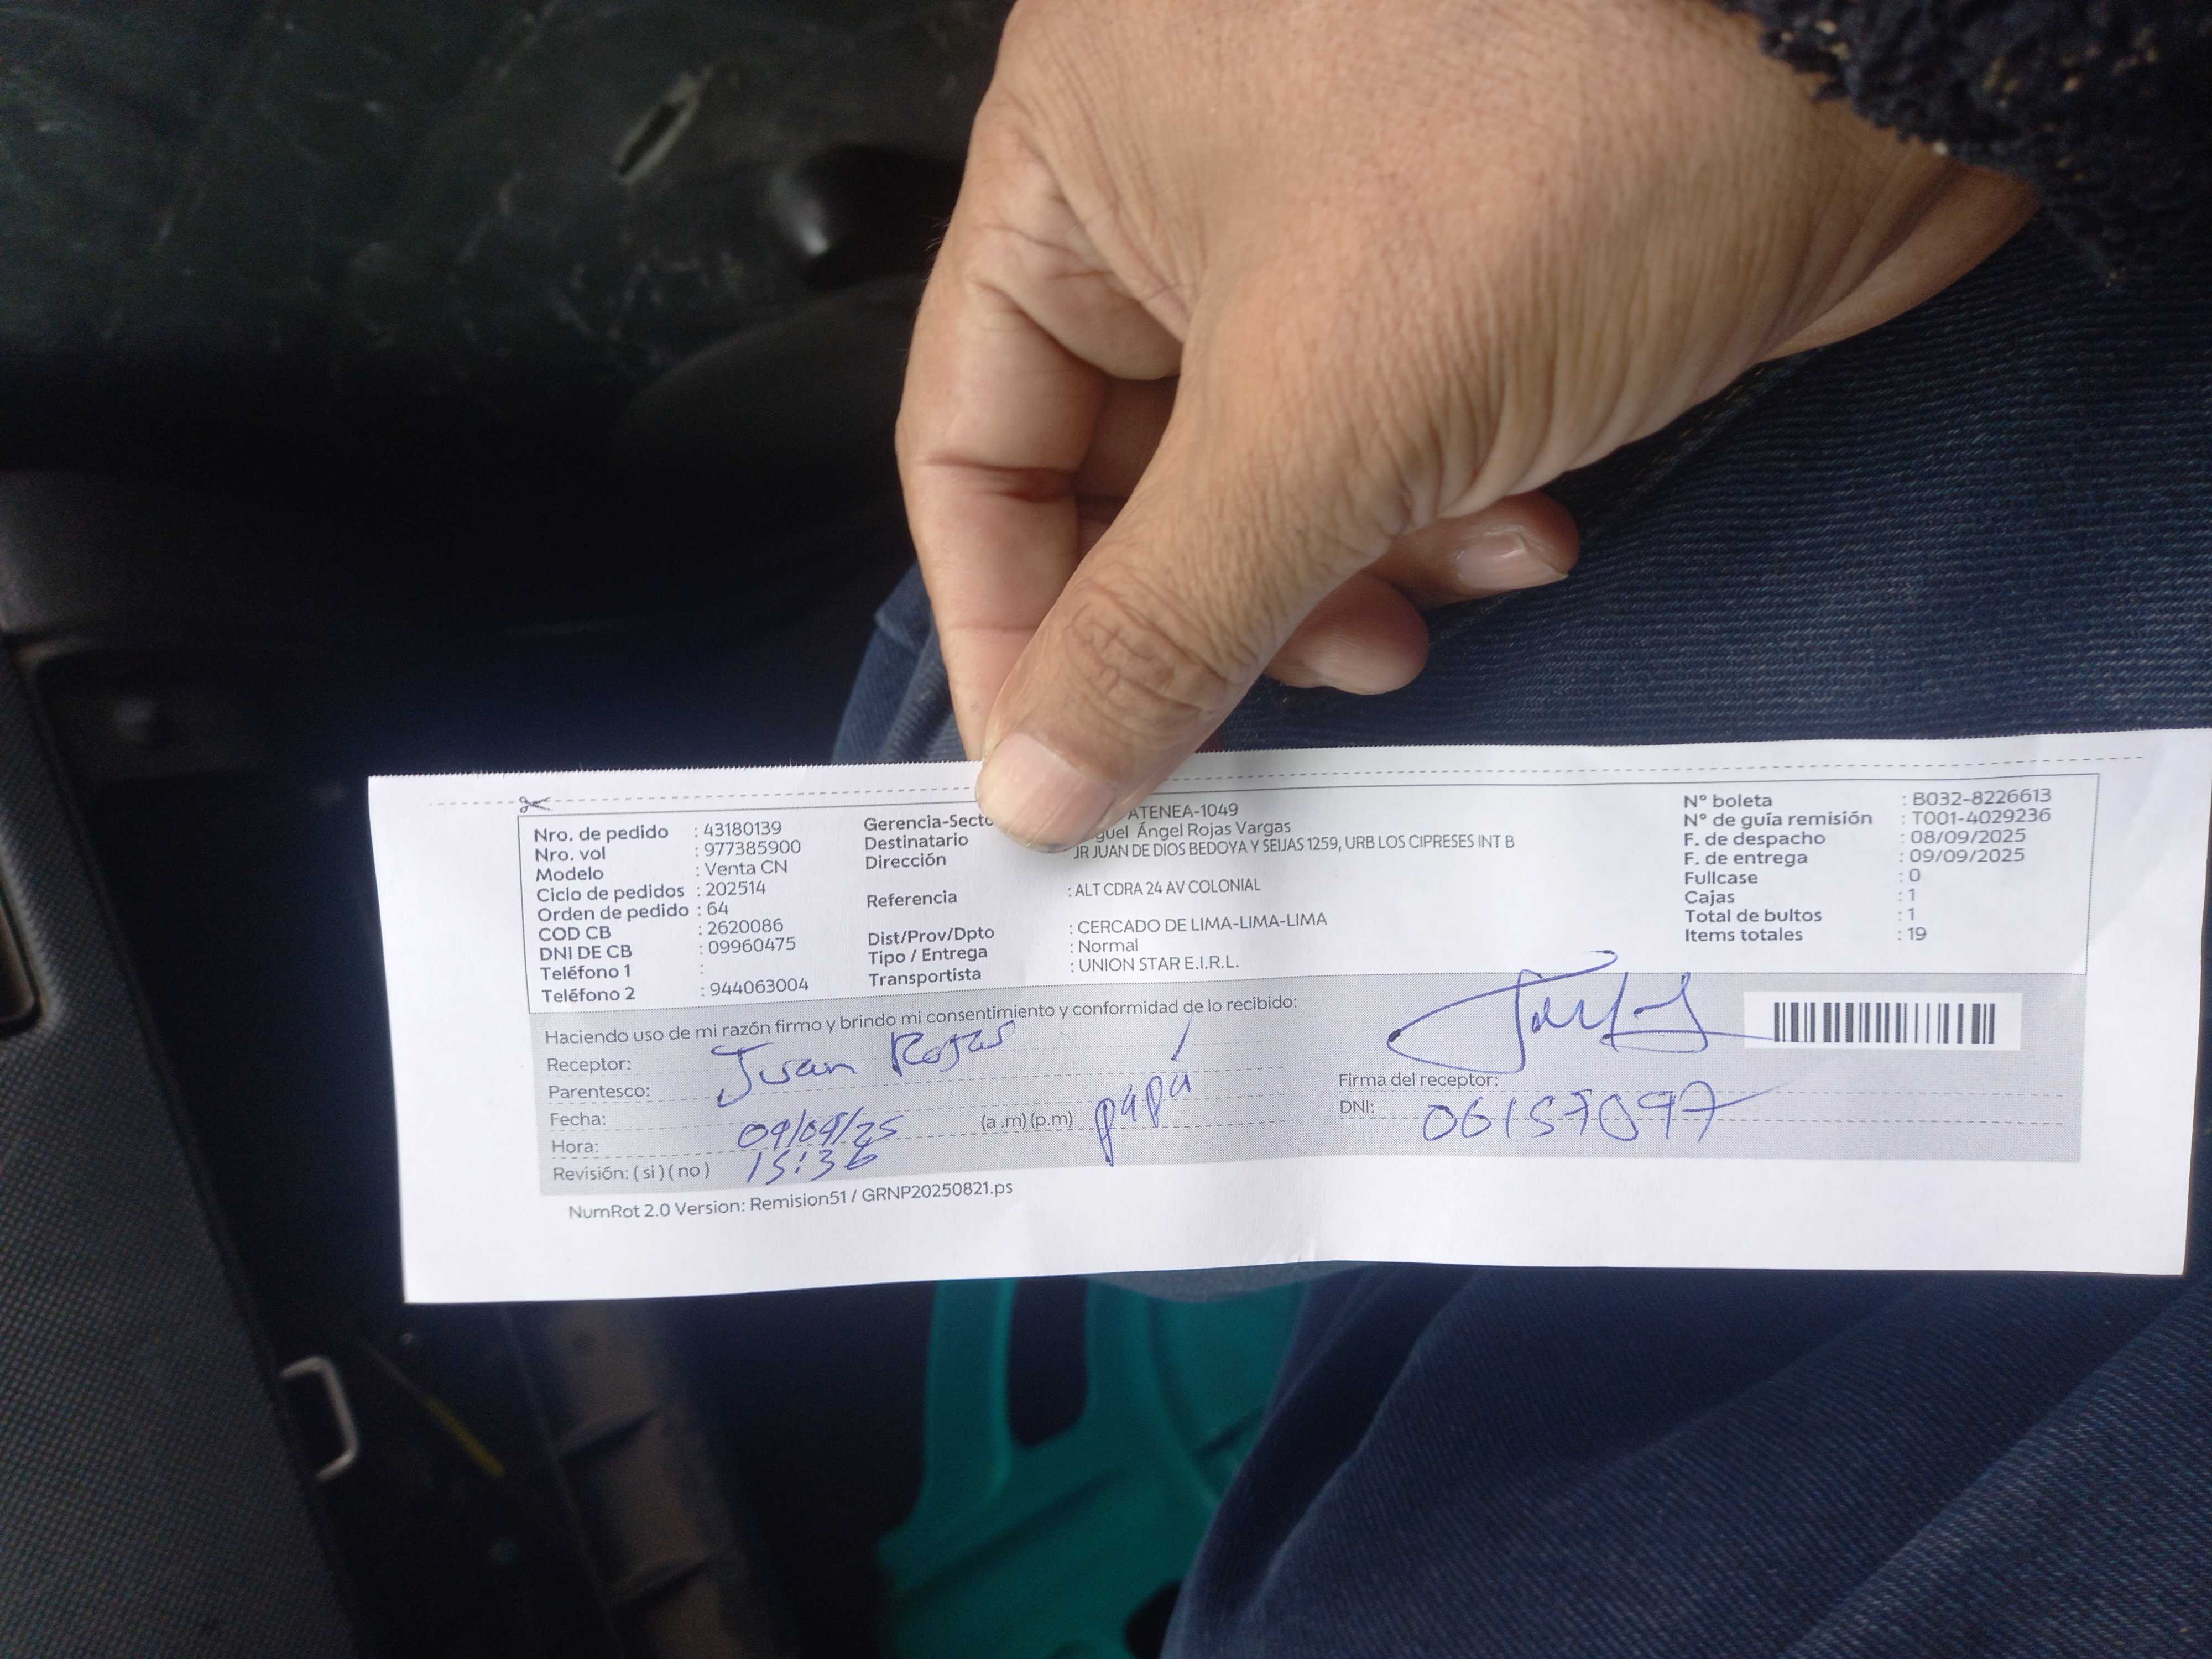 Nro. de pedido : 43180139
Nro. vol : 977385900
Modelo : Venta CN
Ciclo de pedidos : 202514
Orden de pedido : 64
COD CB : 2620086
DNI DE CB : 09960475
Teléfono 1 :
Teléfono 2 : 944063004
Gerencia-Secto ATENEA-1049
Destinatario guel Ángel Rojas Vargas
Dirección JR JUAN DE DIOS BEDOYA Y SEIJAS 1259, URB LOS CIPRESES INT B
Referencia : ALT CDRA 24 AV COLONIAL
Dist/Prov/Dpto : CERCADO DE LIMA-LIMA-LIMA
Tipo / Entrega : Normal
Transportista : UNION STAR E.I.R.L.
N° boleta : B032-8226613
N° de guía remisión : T001-4029236
F. de despacho : 08/09/2025
F. de entrega : 09/09/2025
Fullcase : 0
Cajas : 1
Total de bultos : 1
Items totales : 19
Haciendo uso de mi razón firmo y brindo mi consentimiento y conformidad de lo recibido:
Receptor: Juan Rojas
Parentesco: papá
Fecha: 09/09/25
Hora: 15:36 (a .m) (p.m)
Revisión: ( si ) ( no )
Firma del receptor:
DNI: 06157097
NumRot 2.0 Version: Remision51 / GRNP20250821.ps